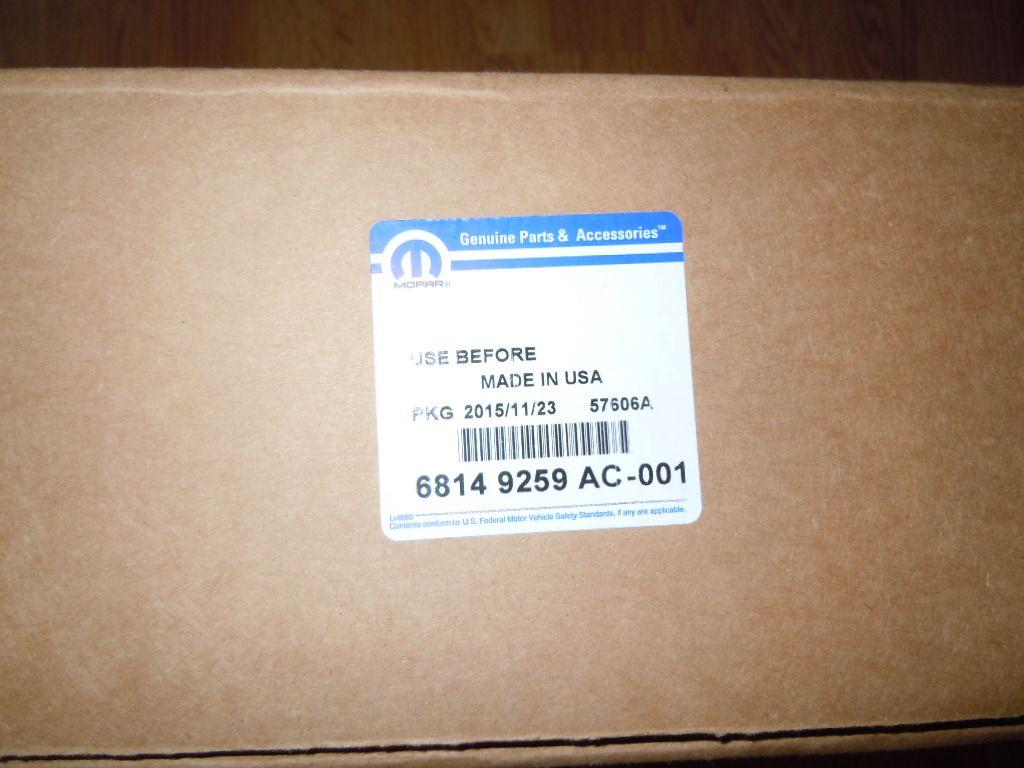 Genuine Parts & Accessories™
MOPAR®
USE BEFORE
MADE IN USA
PKG 2015/11/23 57606A
6814 9259 AC-001
Contents conform to U.S. Federal Motor Vehicle Safety Standards, if any are applicable.